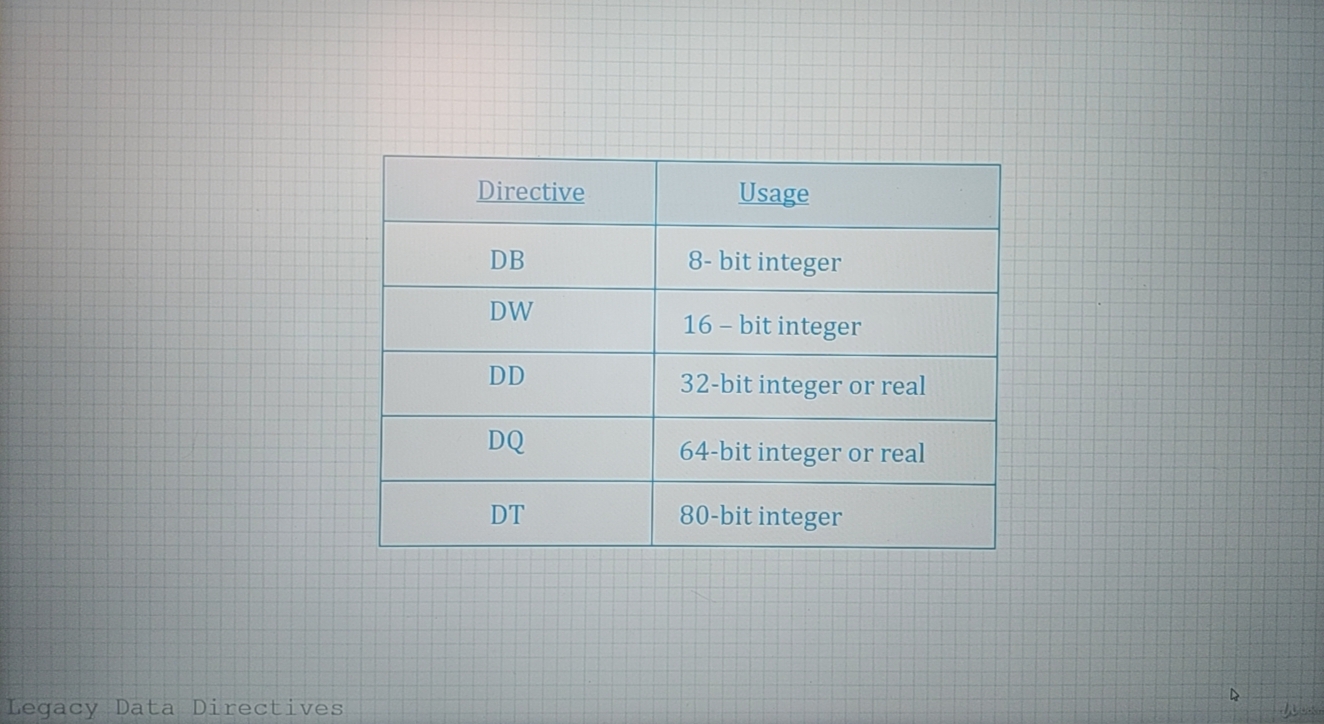 Directive Usage
DB 8- bit integer
DW 16 – bit integer
DD 32-bit integer or real
DQ 64-bit integer or real
DT 80-bit integer
Legacy Data Directives